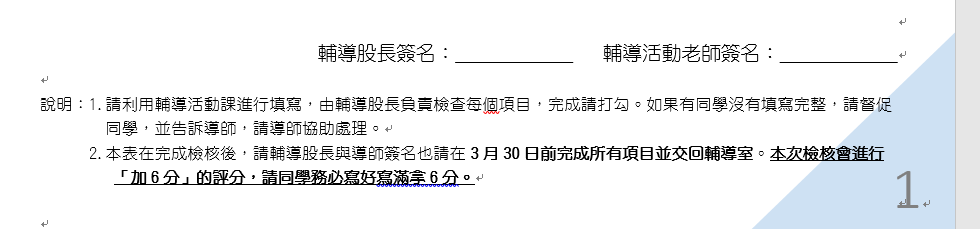 輔導股長簽名：____________ 輔導活動老師簽名：____________
說明：1. 請利用輔導活動課進行填寫，由輔導股長負責檢查每個項目，完成請打勾。如果有同學沒有填寫完整，請督促
同學，並告訴導師，請導師協助處理。
2. 本表在完成檢核後，請輔導股長與導師簽名也請在 3 月 30 日前完成所有項目並交回輔導室。本次檢核會進行
「加 6 分」的評分，請同學務必寫好寫滿拿 6 分。
1